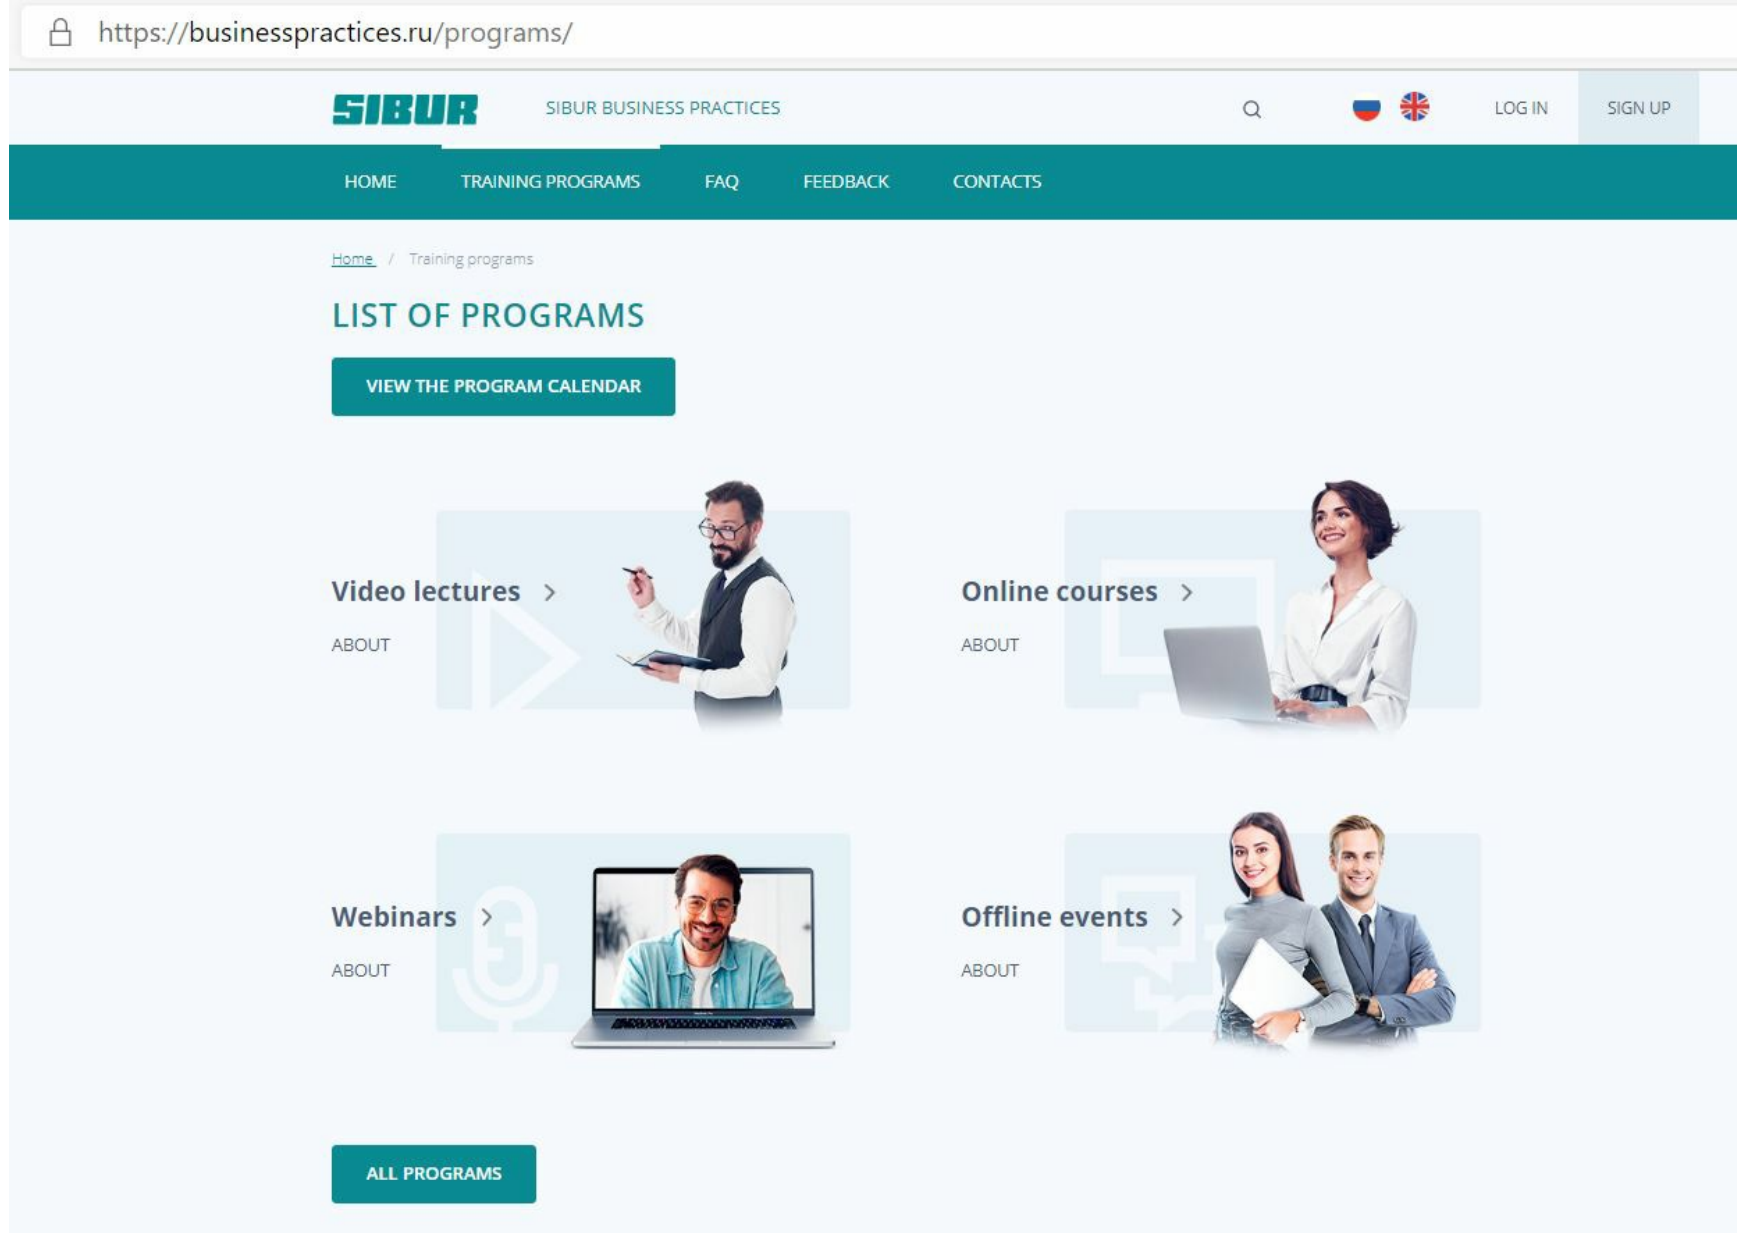 https://businesspractices.ru/programs/
SIBUR SIBUR BUSINESS PRACTICES LOG IN SIGN UP
HOME TRAINING PROGRAMS FAQ FEEDBACK CONTACTS
Home / Training programs
LIST OF PROGRAMS
VIEW THE PROGRAM CALENDAR
Video lectures >
ABOUT
Online courses >
ABOUT
Webinars >
ABOUT
Offline events >
ABOUT
ALL PROGRAMS